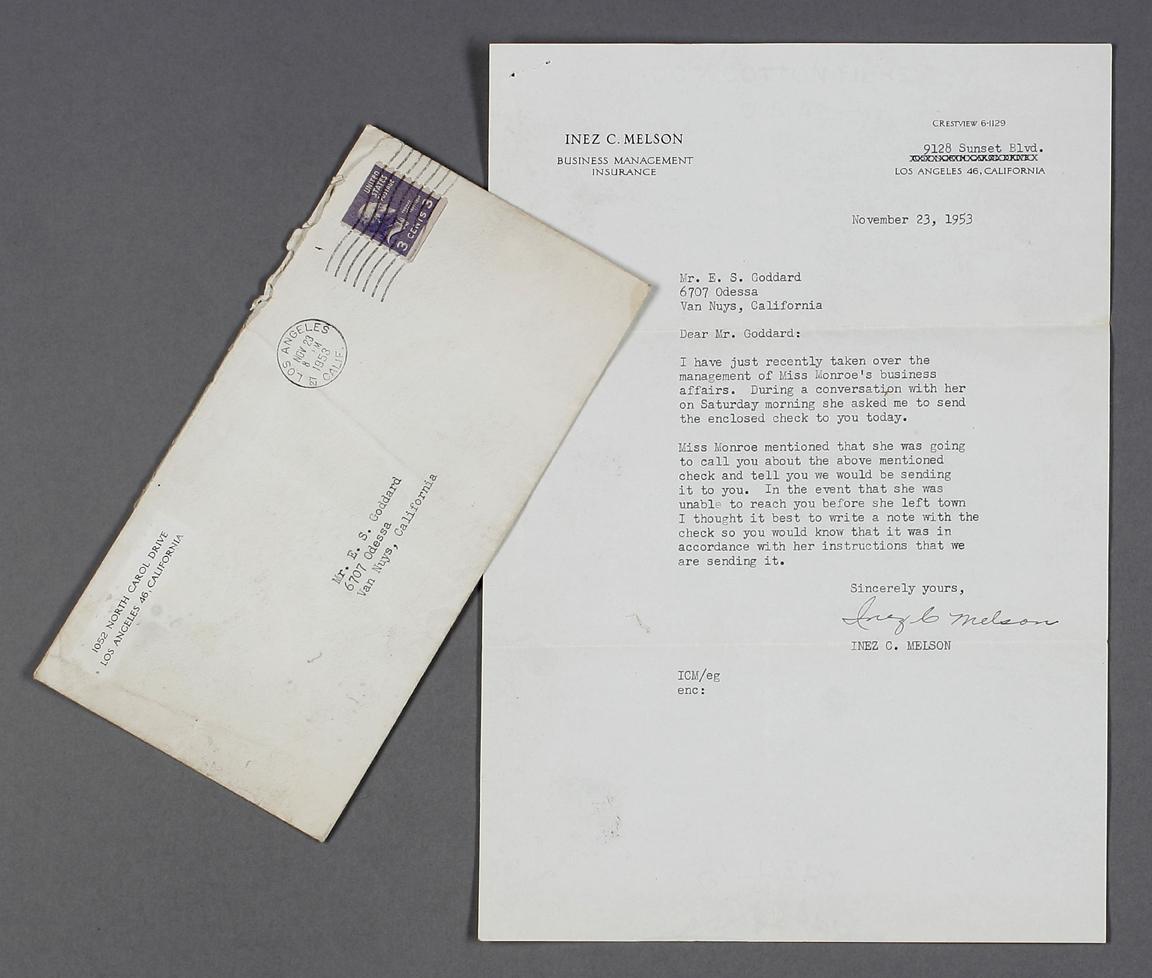 UNITED
STATES
POSTAGE
3 CENTS 3
LOS ANGELES
NOV 23
1953
CALIF.
Mr. E. S. Goddard
6707 Odessa
Van Nuys, California
1052 NORTH CAROL DRIVE
LOS ANGELES 46, CALIFORNIA
INEZ C. MELSON
BUSINESS MANAGEMENT
INSURANCE
CRESTVIEW 6-1129
9128 Sunset Blvd.
LOS ANGELES 46, CALIFORNIA
November 23, 1953
Mr. E. S. Goddard
6707 Odessa
Van Nuys, California
Dear Mr. Goddard:
I have just recently taken over the
management of Miss Monroe's business
affairs. During a conversation with her
on Saturday morning she asked me to send
the enclosed check to you today.
Miss Monroe mentioned that she was going
to call you about the above mentioned
check and tell you we would be sending
it to you. In the event that she was
unable to reach you before she left town
I thought it best to write a note with the
check so you would know that it was in
accordance with her instructions that we
are sending it.
Sincerely yours,
Inez C Melson
INEZ C. MELSON
ICM/eg
enc: